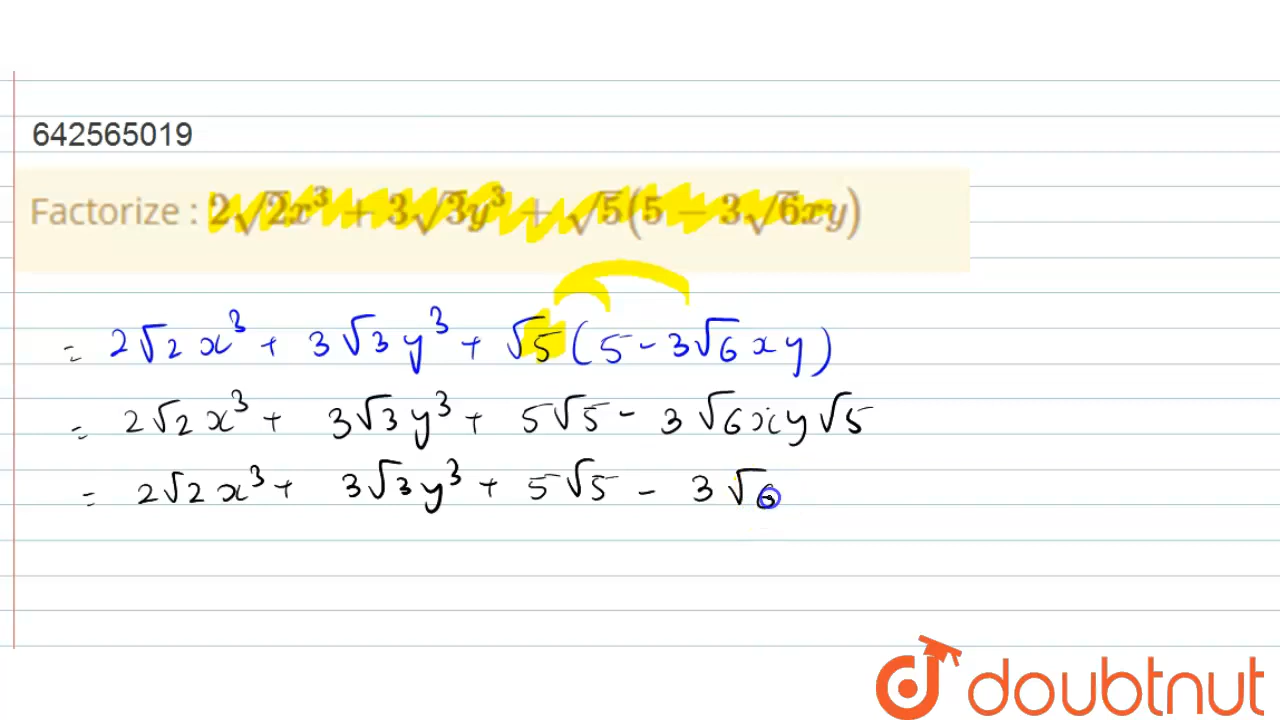 642565019
Factorize : 2√2x³ + 3√3y³ + √5(5 − 3√6xy)
= 2√2 x³ + 3√3 y³ + √5 (5 - 3√6 x y)
= 2√2 x³ + 3√3 y³ + 5√5 - 3 √6 x y √5
= 2√2 x³ + 3√3 y³ + 5√5 - 3√6
doubtnut